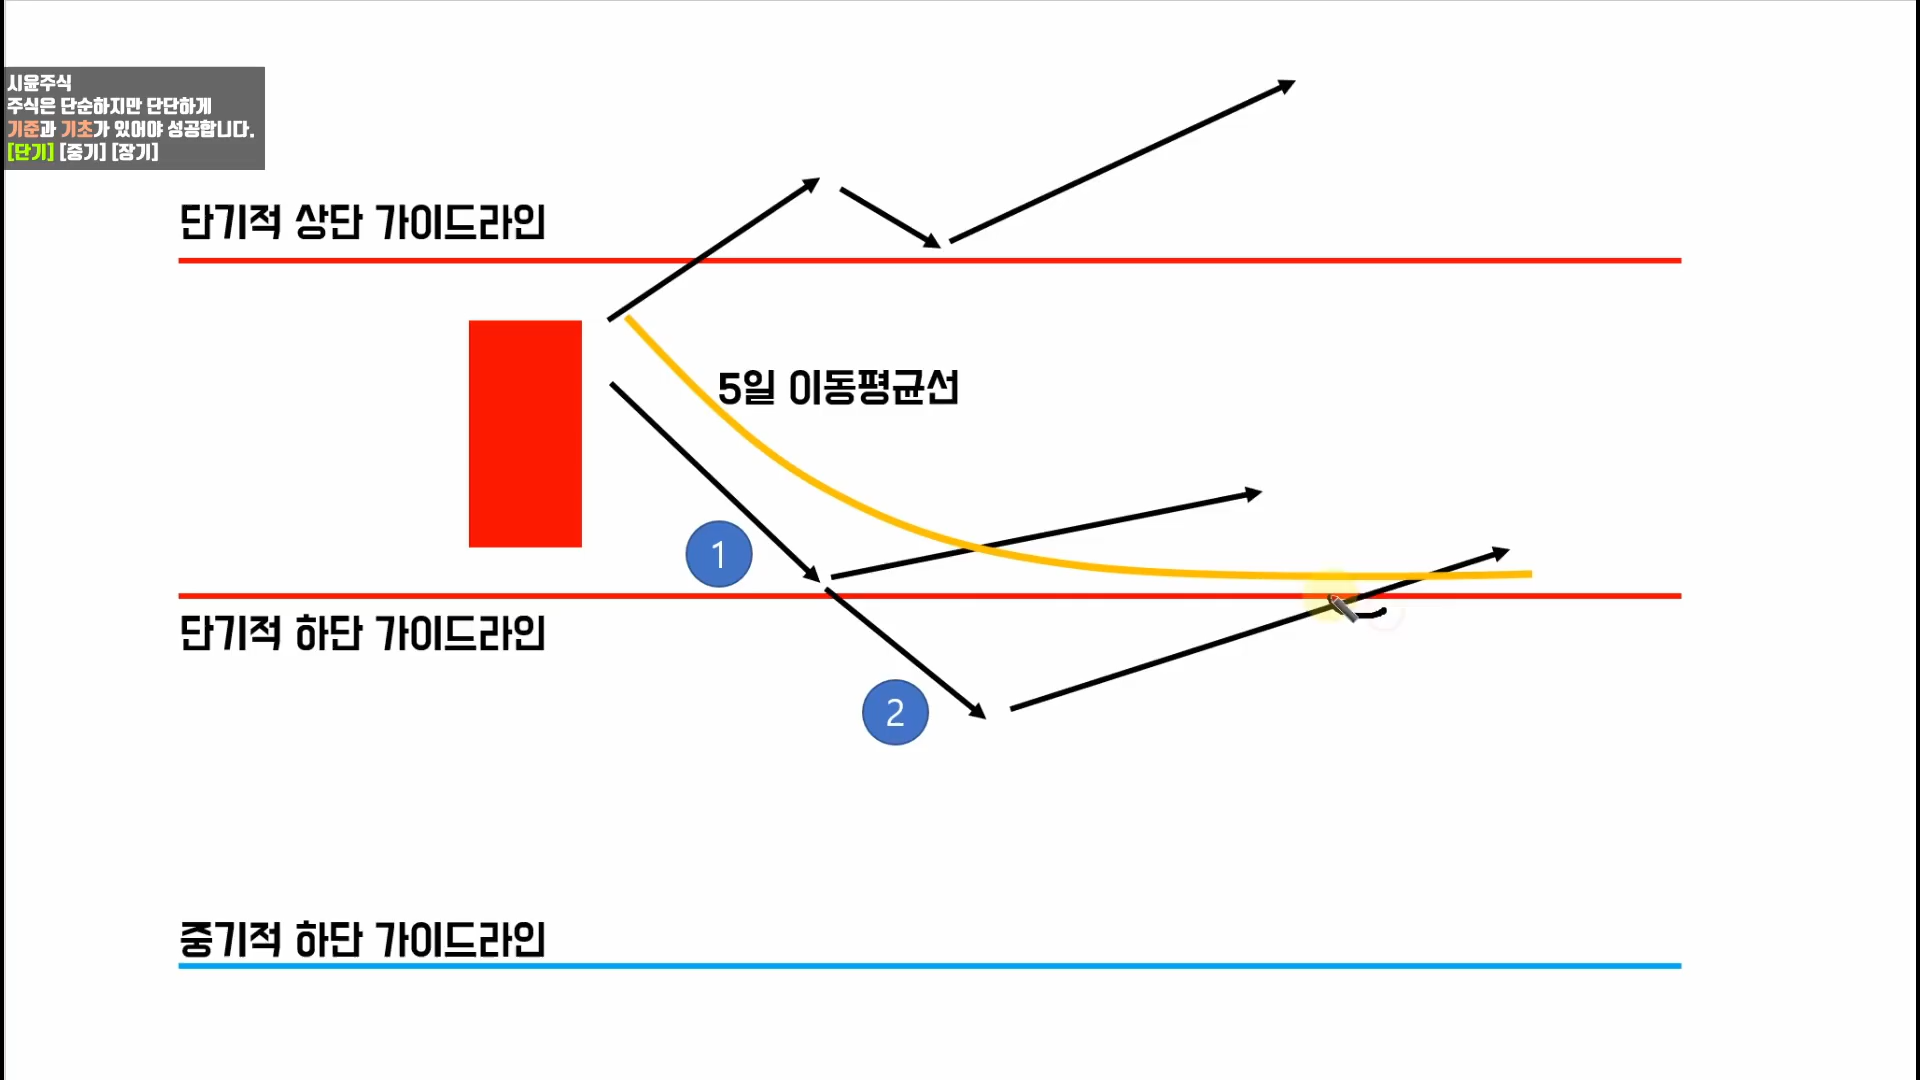 시윤주식
주식은 단순하지만 단단하게
기준과 기초가 있어야 성공합니다.
[단기] [중기] [장기]
단기적 상단 가이드라인
5일 이동평균선
1
단기적 하단 가이드라인
2
중기적 하단 가이드라인